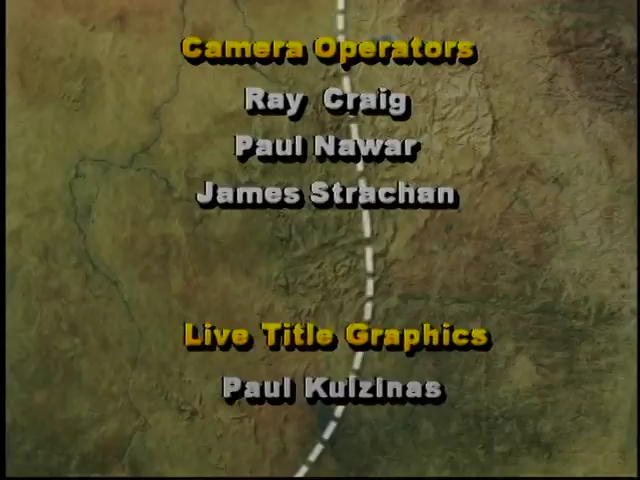 Camera Operators
Ray Craig
Paul Nawar
James Strachan
Live Title Graphics
Paul Kulzinas